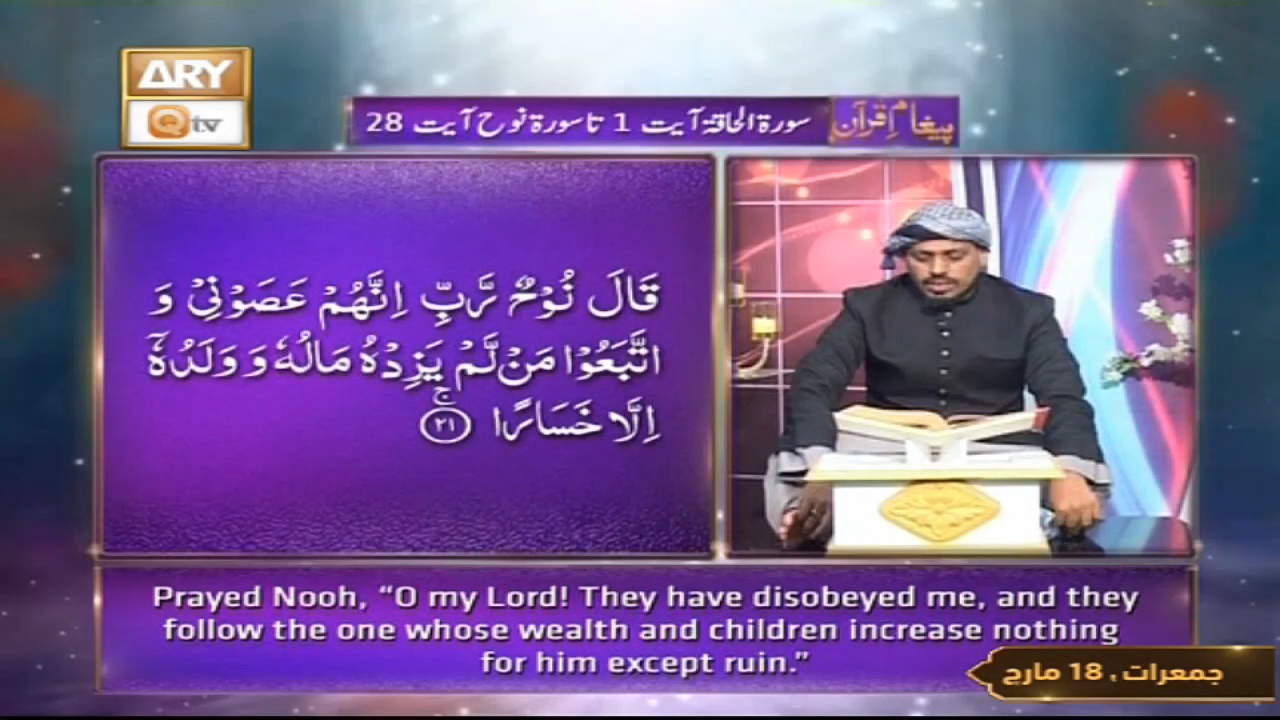 ARY
Qtv
پیغامِ قرآن
سورۃ الحاقۃ آیت 1 تا سورۃ نوح آیت 28
قَالَ نُوۡحٌ رَّبِّ اِنَّهُمۡ عَصَوۡنِىۡ وَ
اتَّبَعُوۡا مَنۡ لَّمۡ يَزِدۡهُ مَالُهٗ وَ وَلَدُهٗۤ
اِلَّا خَسَارًا ۚ‏ ﴿۲۱﴾
Prayed Nooh, “O my Lord! They have disobeyed me, and they
follow the one whose wealth and children increase nothing
for him except ruin.”
جمعرات، 18 مارچ